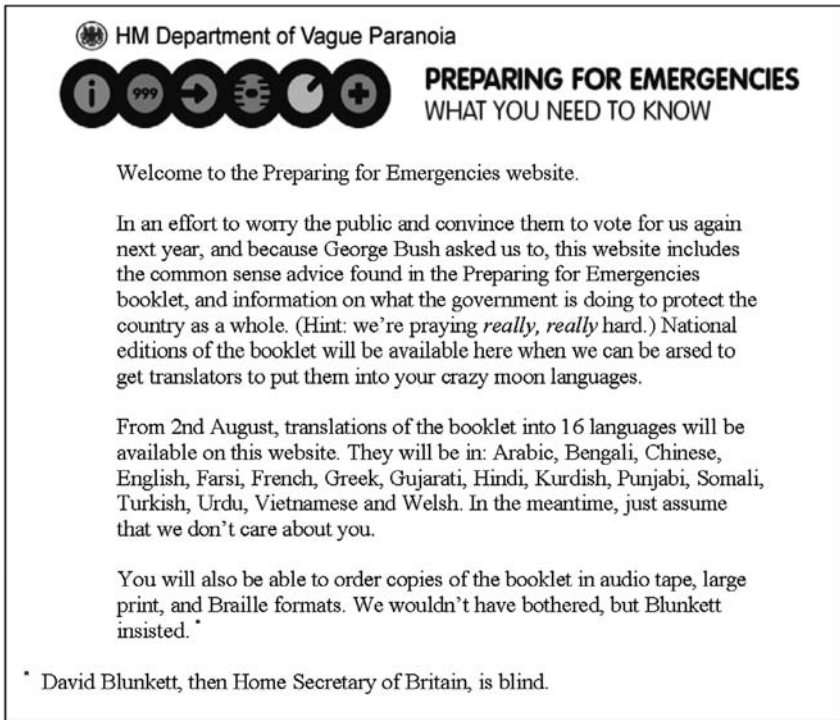 HM Department of Vague Paranoia
i 999
PREPARING FOR EMERGENCIES
WHAT YOU NEED TO KNOW
Welcome to the Preparing for Emergencies website.
In an effort to worry the public and convince them to vote for us again
next year, and because George Bush asked us to, this website includes
the common sense advice found in the Preparing for Emergencies
booklet, and information on what the government is doing to protect the
country as a whole. (Hint: we're praying really, really hard.) National
editions of the booklet will be available here when we can be arsed to
get translators to put them into your crazy moon languages.
From 2nd August, translations of the booklet into 16 languages will be
available on this website. They will be in: Arabic, Bengali, Chinese,
English, Farsi, French, Greek, Gujarati, Hindi, Kurdish, Punjabi, Somali,
Turkish, Urdu, Vietnamese and Welsh. In the meantime, just assume
that we don't care about you.
You will also be able to order copies of the booklet in audio tape, large
print, and Braille formats. We wouldn't have bothered, but Blunkett
insisted. *
* David Blunkett, then Home Secretary of Britain, is blind.